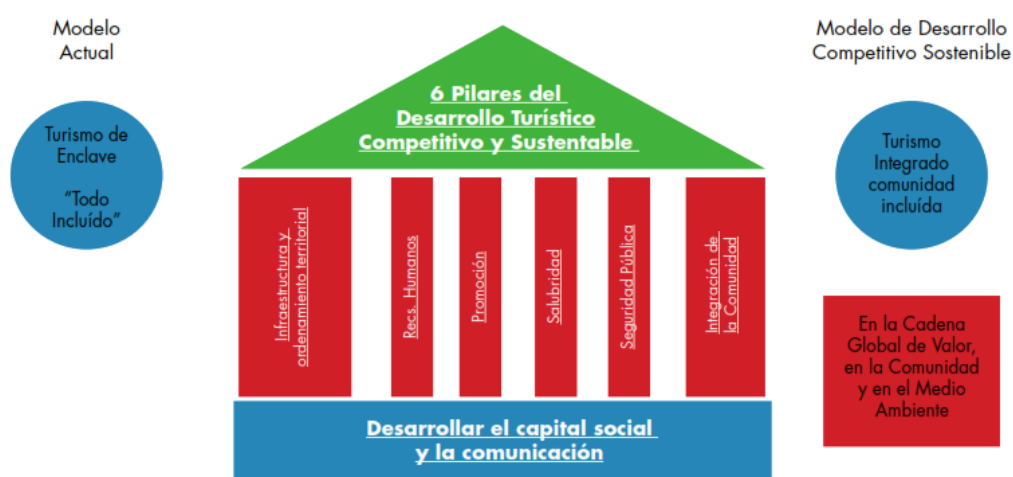 Modelo
Actual
Turismo de
Enclave
“Todo
Incluído”
6 Pilares del
Desarrollo Turístico
Competitivo y Sustentable
Infraestructura y
ordenamiento territorial
Recs. Humanos
Promoción
Salubridad
Seguridad Pública
Integración de
la Comunidad
Desarrollar el capital social
y la comunicación
Modelo de Desarrollo
Competitivo Sostenible
Turismo
Integrado
comunidad
incluída
En la Cadena
Global de Valor,
en la Comunidad
y en el Medio
Ambiente